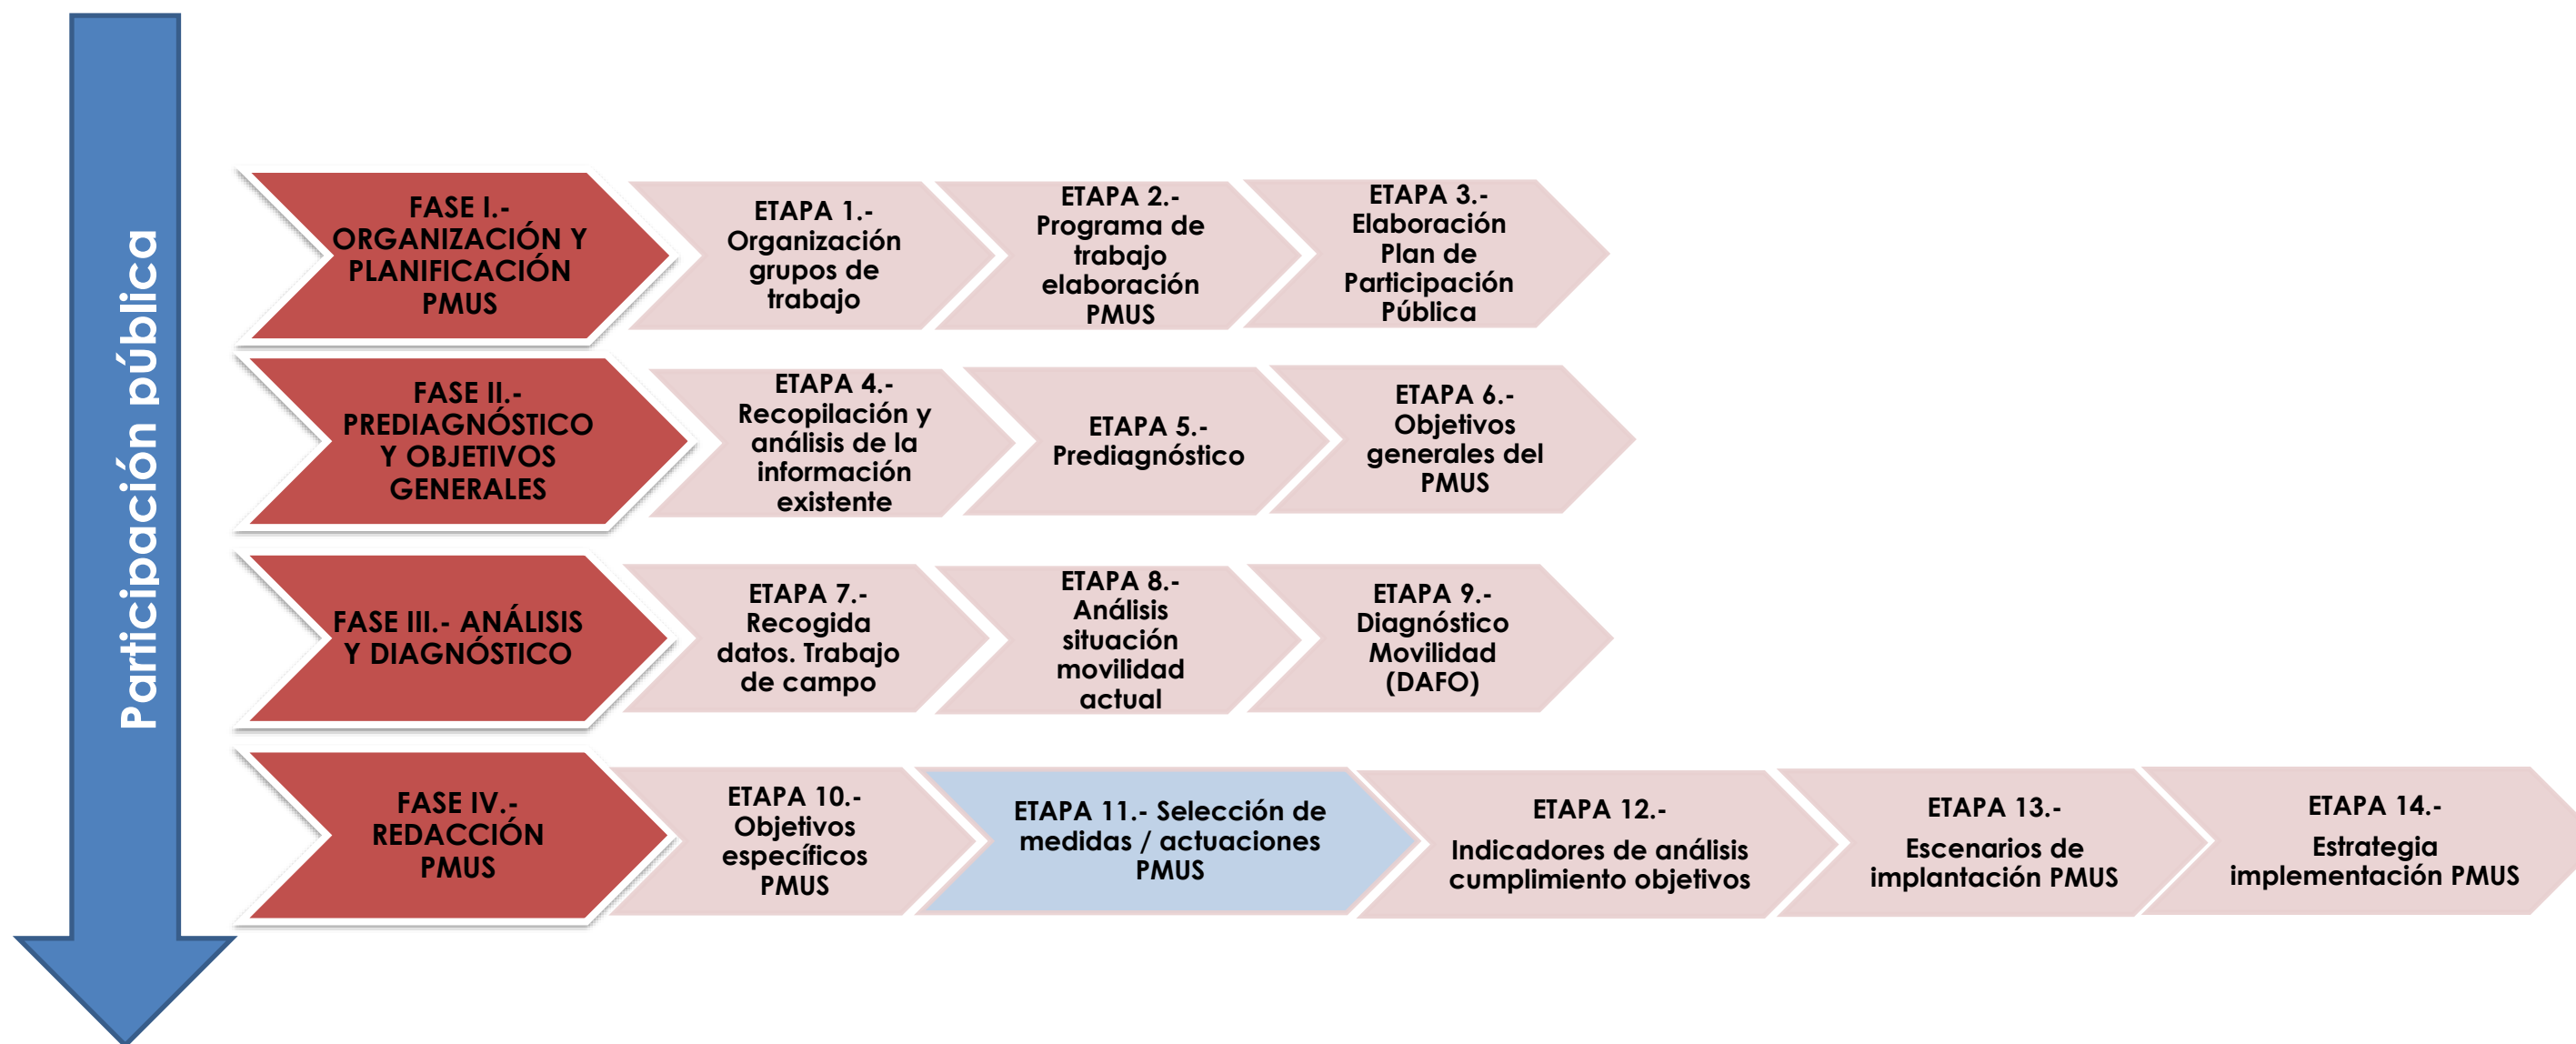 Participación pública
FASE I.-
ORGANIZACIÓN Y
PLANIFICACIÓN
PMUS
ETAPA 1.-
Organización
grupos de
trabajo
ETAPA 2.-
Programa de
trabajo
elaboración
PMUS
ETAPA 3.-
Elaboración
Plan de
Participación
Pública
FASE II.-
PREDIAGNÓSTICO
Y OBJETIVOS
GENERALES
ETAPA 4.-
Recopilación y
análisis de la
información
existente
ETAPA 5.-
Prediagnóstico
ETAPA 6.-
Objetivos
generales del
PMUS
FASE III.- ANÁLISIS
Y DIAGNÓSTICO
ETAPA 7.-
Recogida
datos. Trabajo
de campo
ETAPA 8.-
Análisis
situación
movilidad
actual
ETAPA 9.-
Diagnóstico
Movilidad
(DAFO)
FASE IV.-
REDACCIÓN
PMUS
ETAPA 10.-
Objetivos
específicos
PMUS
ETAPA 11.- Selección de
medidas / actuaciones
PMUS
ETAPA 12.-
Indicadores de análisis
cumplimiento objetivos
ETAPA 13.-
Escenarios de
implantación PMUS
ETAPA 14.-
Estrategia
implementación PMUS